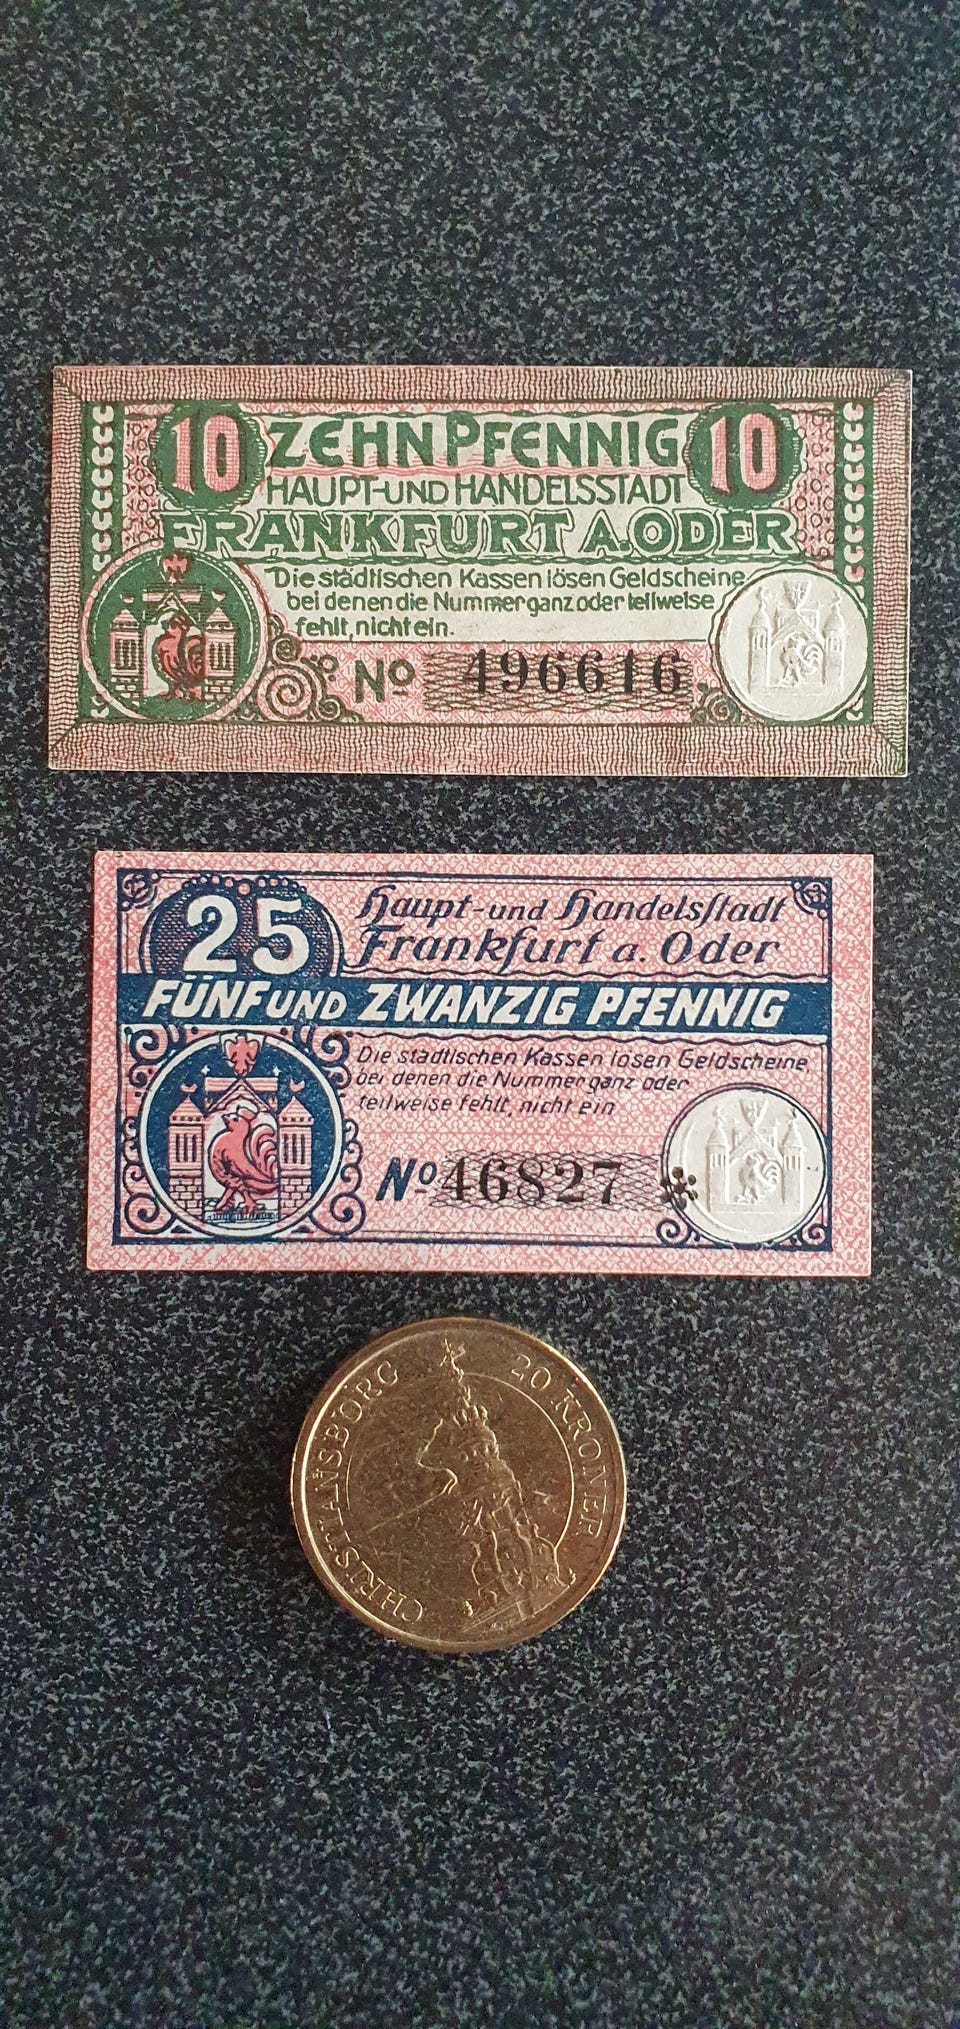 10 ZEHN PFENNIG 10
HAUPT-UND HANDELSSTADT
FRANKFURT A.ODER
Die städtischen Kassen lösen Geldscheine,
bei denen die Nummer ganz oder teilweise
fehlt, nicht ein.
No 496616
25 Haupt-und Handelsstadt
Frankfurt a. Oder
FÜNF UND ZWANZIG PFENNIG
Die städtischen Kassen lösen Geldscheine,
bei denen die Nummer ganz oder
teilweise fehlt, nicht ein
No 46827
CHRISTIANSBORG 20 KRONER